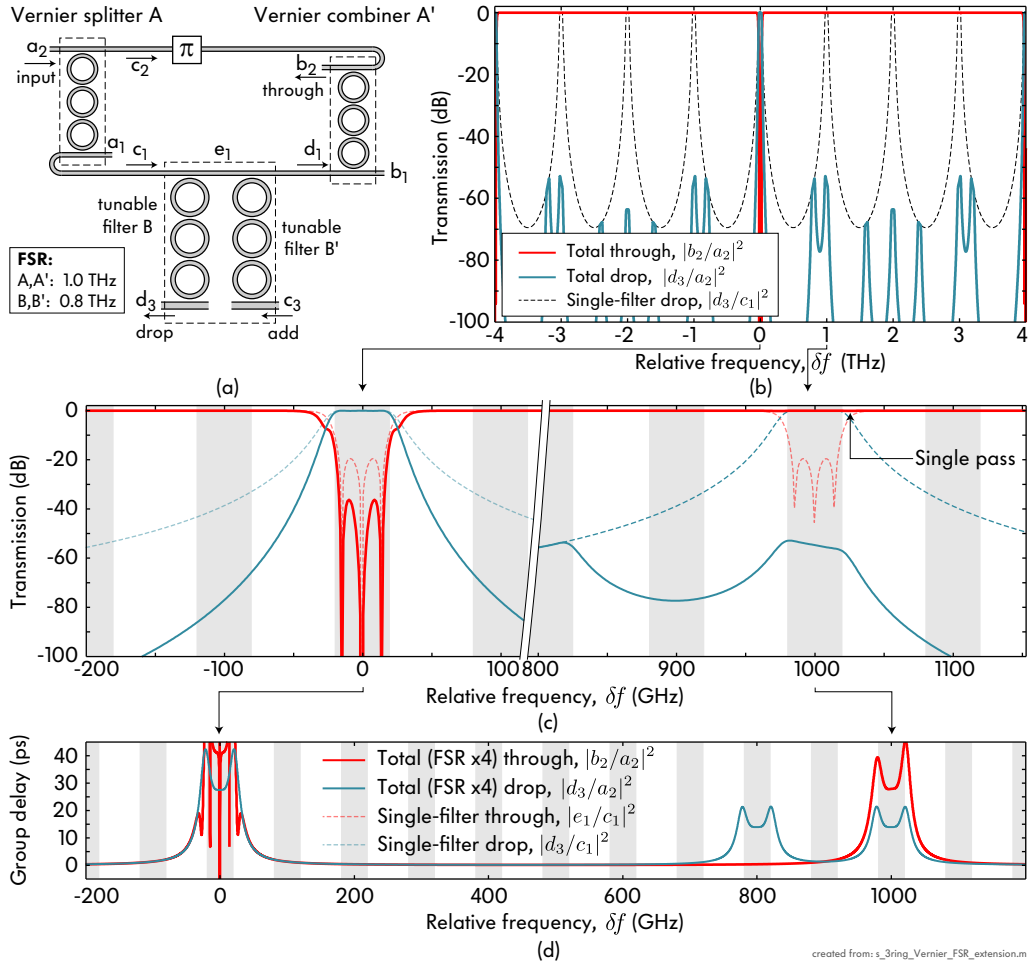 Vernier splitter A
Vernier combiner A'
a2
input
c2
π
b2
through
a1
c1
e1
d1
b1
tunable
filter B
tunable
filter B'
FSR:
A,A': 1.0 THz
B,B': 0.8 THz
d3
drop
c3
add
(a)
Transmission (dB)
0
-20
-40
-60
-80
-100
Total through, |b2/a2|²
Total drop, |d3/a2|²
Single-filter drop, |d3/c1|²
-4 -3 -2 -1 0 1 2 3 4
Relative frequency, δf (THz)
(b)
Transmission (dB)
0
-20
-40
-60
-80
-100
Single pass
-200 -100 0 100 800 900 1000 1100
Relative frequency, δf (GHz)
(c)
Group delay (ps)
40
30
20
10
0
Total (FSR x4) through, |b2/a2|²
Total (FSR x4) drop, |d3/a2|²
Single-filter through, |e1/c1|²
Single-filter drop, |d3/c1|²
-200 0 200 400 600 800 1000
Relative frequency, δf (GHz)
(d)
created from: s_3ring_Vernier_FSR_extension.m